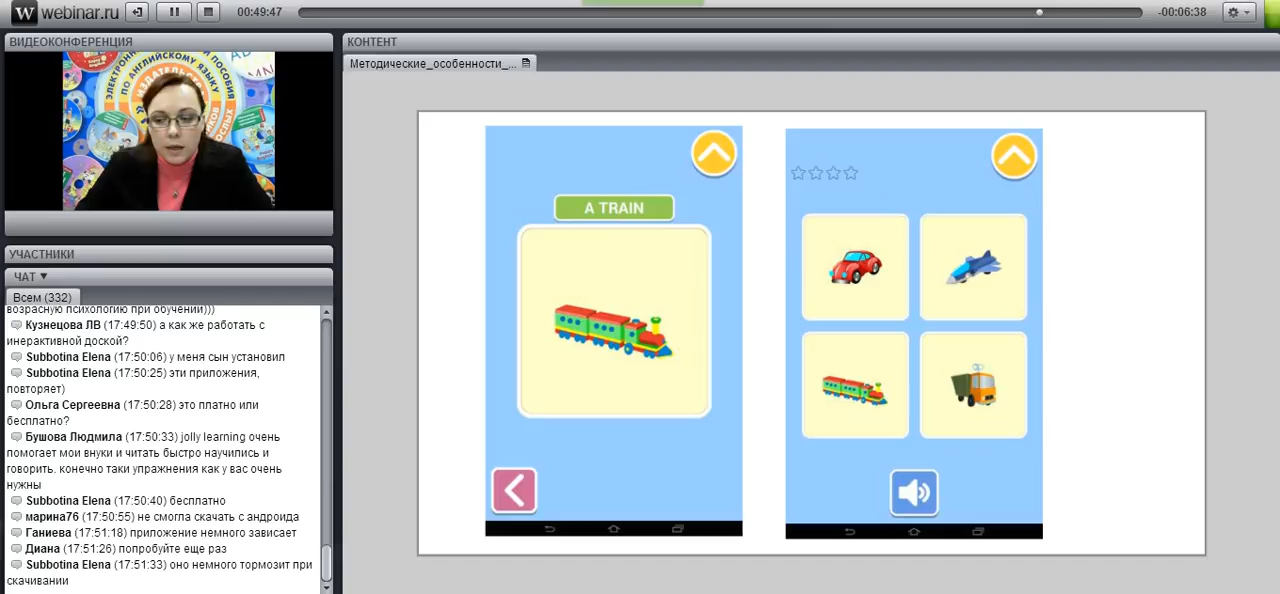 webinar.ru
00:49:47
-00:06:38
ВИДЕОКОНФЕРЕНЦИЯ
ЭЛЕКТРОННЫЕ
ПОСОБИЯ
ПО АНГЛИЙСКОМУ ЯЗЫКУ
УЧАСТНИКИ
ЧАТ
Всем (332)
возрасную психологию при обучении)))
Кузнецова ЛВ (17:49:50) а как же работать с
инерактивной доской?
Subbotina Elena (17:50:06) у меня сын установил
Subbotina Elena (17:50:25) эти приложения,
повторяет)
Ольга Сергеевна (17:50:28) это платно или
бесплатно?
Бушова Людмила (17:50:33) jolly learning очень
помогает мои внуки и читать быстро научились и
говорить. конечно таки упражнения как у вас очень
нужны
Subbotina Elena (17:50:40) бесплатно
марина76 (17:50:55) не смогла скачать с андроида
Ганиева (17:51:18) приложение немного зависает
Диана (17:51:26) попробуйте еще раз
Subbotina Elena (17:51:33) оно немного тормозит при
скачивании
КОНТЕНТ
Методические_особенности_...
A TRAIN